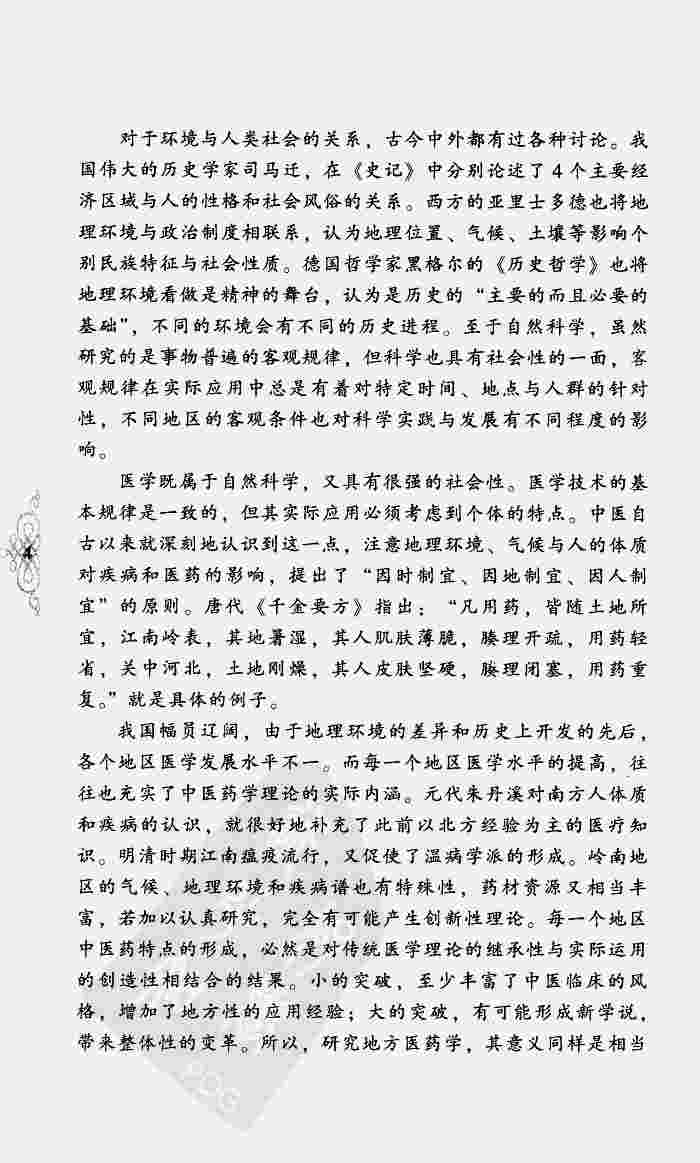 对于环境与人类社会的关系，古今中外都有过各种讨论。我
国伟大的历史学家司马迁，在《史记》中分别论述了4个主要经
济区域与人的性格和社会风俗的关系。西方的亚里士多德也将地
理环境与政治制度相联系，认为地理位置、气候、土壤等影响个
别民族特征与社会性质。德国哲学家黑格尔的《历史哲学》也将
地理环境看做是精神的舞台，认为是历史的“主要的而且必要的
基础”，不同的环境会有不同的历史进程。至于自然科学，虽然
研究的是事物普遍的客观规律，但科学也具有社会性的一面，客
观规律在实际应用中总是有着对特定时间、地点与人群的针对
性，不同地区的客观条件也对科学实践与发展有不同程度的影
响。
医学既属于自然科学，又具有很强的社会性。医学技术的基
本规律是一致的，但其实际应用必须考虑到个体的特点。中医自
古以来就深刻地认识到这一点，注意地理环境、气候与人的体质
对疾病和医药的影响，提出了“因时制宜、因地制宜、因人制
宜”的原则。唐代《千金要方》指出：“凡用药，皆随土地所
宜，江南岭表，其地暑湿，其人肌肤薄脆，腠理开疏，用药轻
省，关中河北，土地刚燥，其人皮肤坚硬，腠理闭塞，用药重
复。”就是具体的例子。
我国幅员辽阔，由于地理环境的差异和历史上开发的先后，
各个地区医学发展水平不一。而每一个地区医学水平的提高，往
往也充实了中医药学理论的实际内涵。元代朱丹溪对南方人体质
和疾病的认识，就很好地补充了此前以北方经验为主的医疗知
识。明清时期江南瘟疫流行，又促使了温病学派的形成。岭南地
区的气候、地理环境和疾病谱也有特殊性，药材资源又相当丰
富，若加以认真研究，完全有可能产生创新性理论。每一个地区
中医药特点的形成，必然是对传统医学理论的继承性与实际运用
的创造性相结合的结果。小的突破，至少丰富了中医临床的风
格，增加了地方性的应用经验；大的突破，有可能形成新学说，
带来整体性的变革。所以，研究地方医药学，其意义同样是相当
4